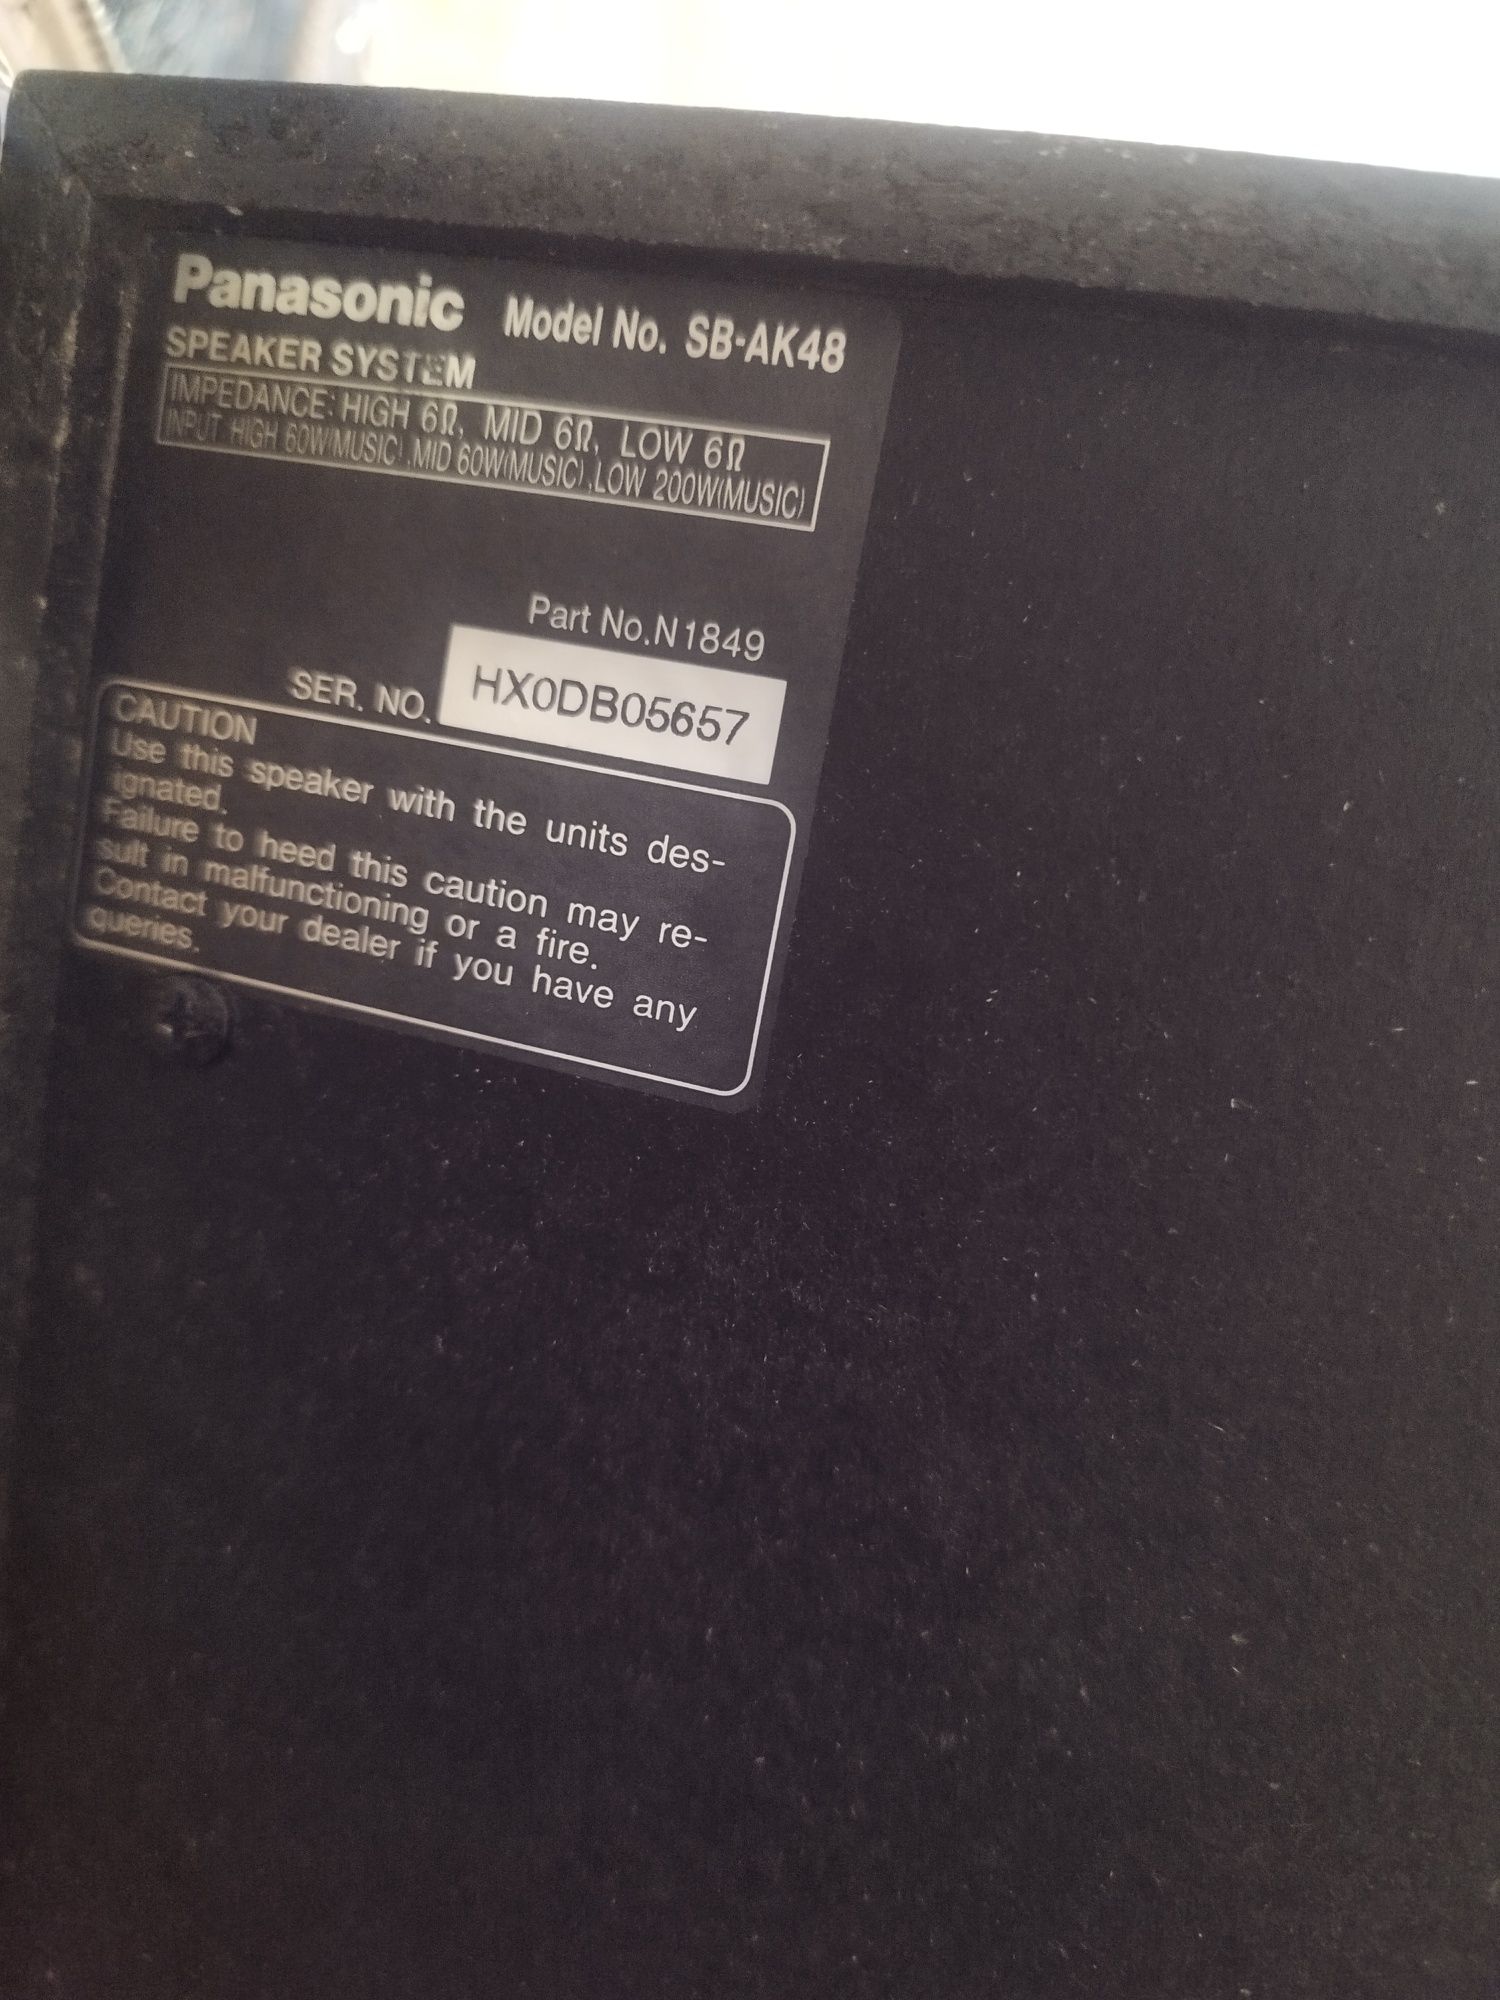 Panasonic Model No. SB-AK48
SPEAKER SYSTEM
IMPEDANCE: HIGH 6Ω, MID 6Ω, LOW 6Ω
INPUT HIGH 60W(MUSIC),MID 60W(MUSIC),LOW 200W(MUSIC)
Part No.N1849
SER. NO. HX0DB05657
CAUTION
Use this speaker with the units des-
ignated.
Failure to heed this caution may re-
sult in malfunctioning or a fire.
Contact your dealer if you have any
queries.